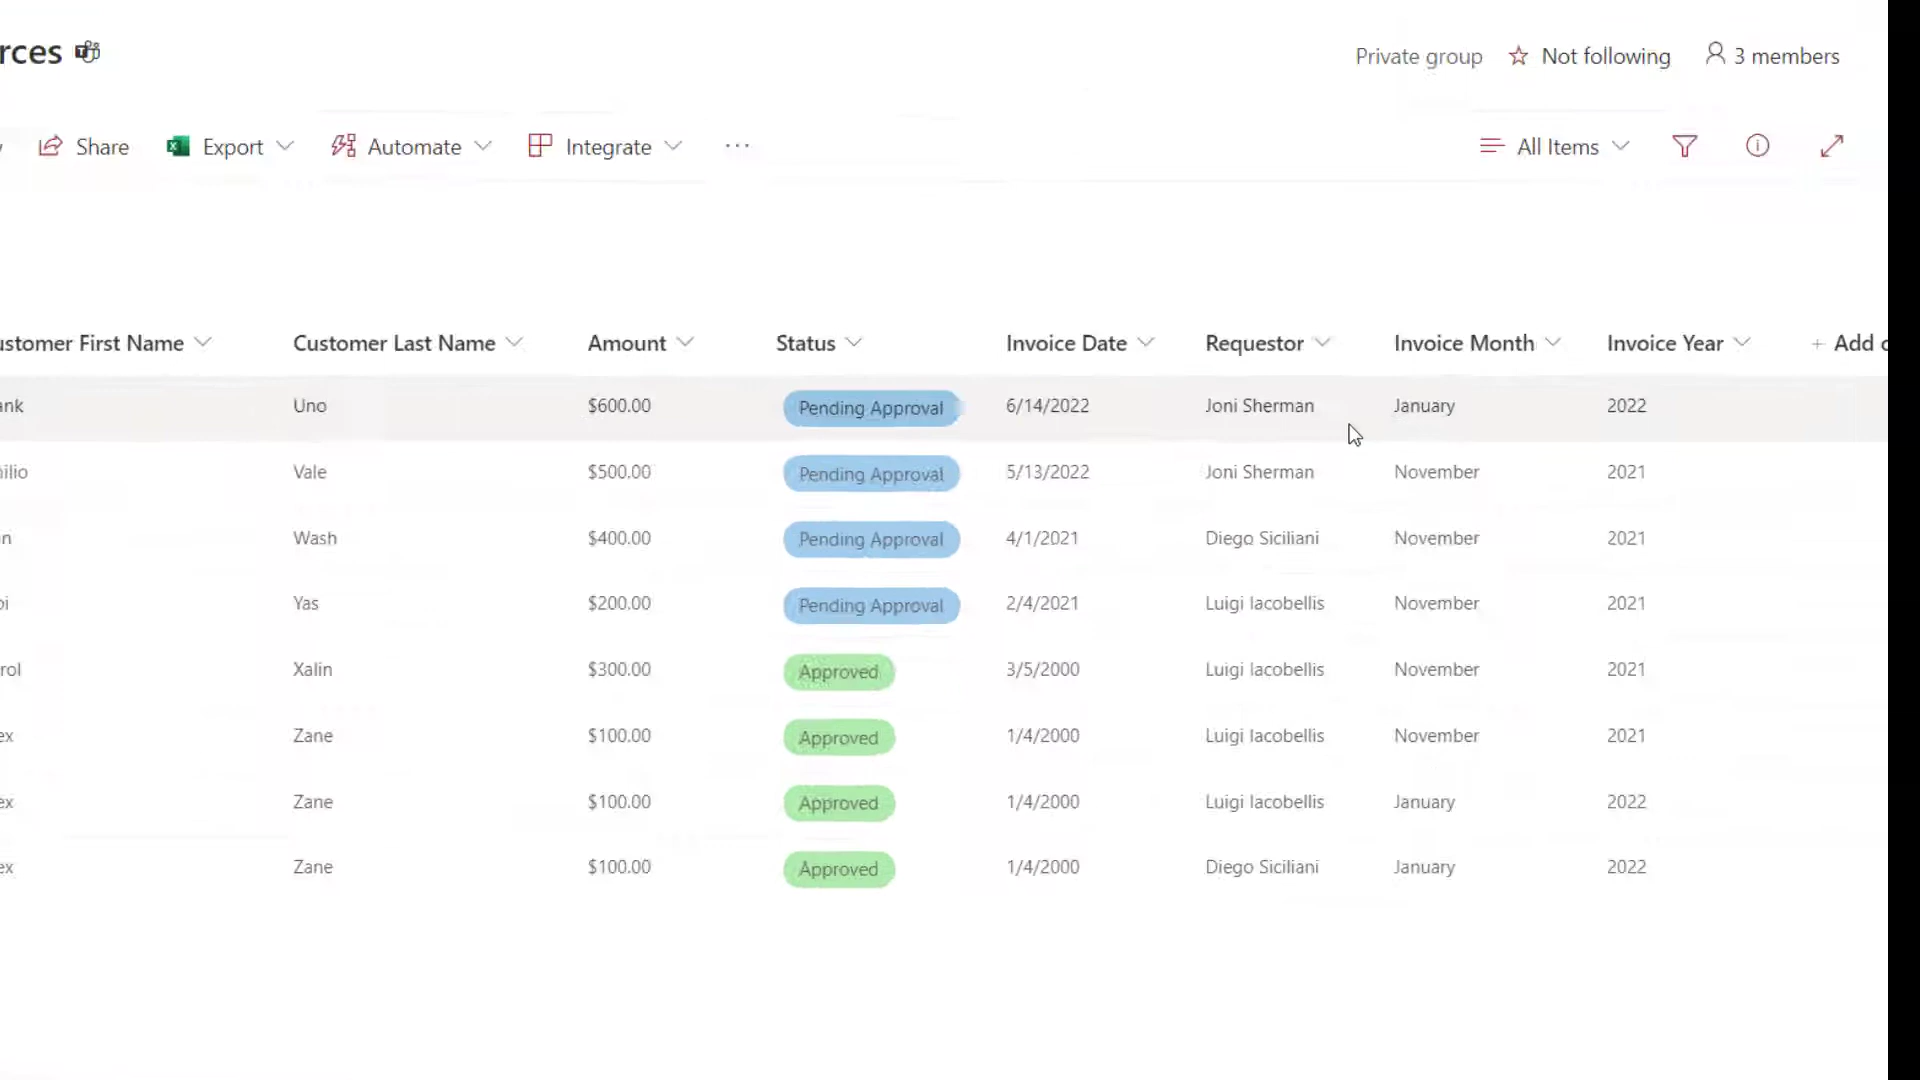 rces
Private group Not following 3 members
Share Export Automate Integrate ... All Items
ustomer First Name Customer Last Name Amount Status Invoice Date Requestor Invoice Month Invoice Year + Add c
ank Uno $600.00 Pending Approval 6/14/2022 Joni Sherman January 2022
ilio Vale $500.00 Pending Approval 5/13/2022 Joni Sherman November 2021
n Wash $400.00 Pending Approval 4/1/2021 Diego Siciliani November 2021
oi Yas $200.00 Pending Approval 2/4/2021 Luigi Iacobellis November 2021
rol Xalin $300.00 Approved 3/5/2000 Luigi Iacobellis November 2021
ex Zane $100.00 Approved 1/4/2000 Luigi Iacobellis November 2021
ex Zane $100.00 Approved 1/4/2000 Luigi Iacobellis January 2022
ex Zane $100.00 Approved 1/4/2000 Diego Siciliani January 2022